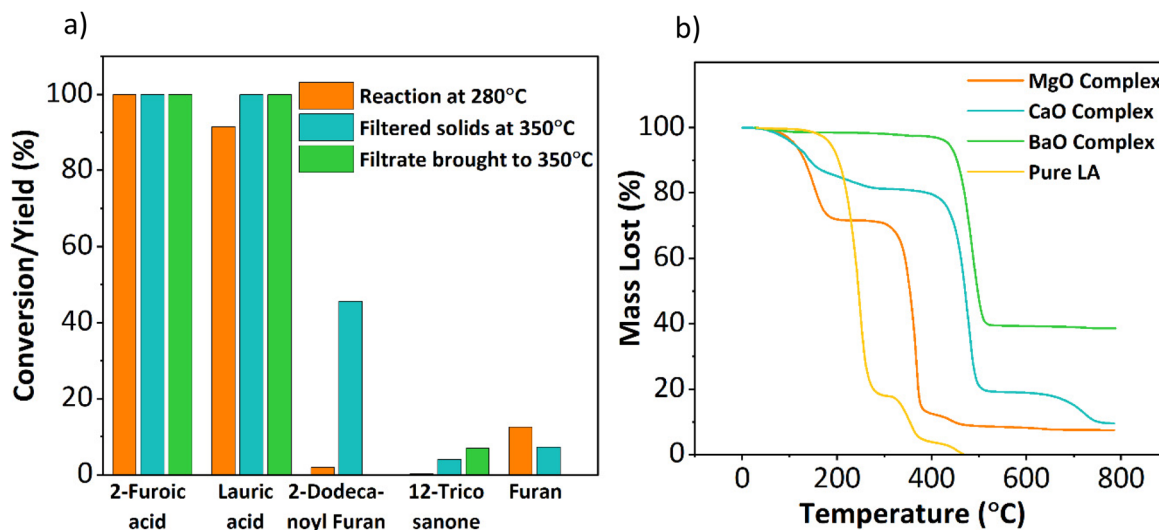 a)
Conversion/Yield (%)
100
80
60
40
20
0
Reaction at 280°C
Filtered solids at 350°C
Filtrate brought to 350°C
2-Furoic
acid
Lauric
acid
2-Dodeca-
noyl Furan
12-Trico
sanone
Furan
b)
Mass Lost (%)
100
80
60
40
20
0
MgO Complex
CaO Complex
BaO Complex
Pure LA
0 200 400 600 800
Temperature (°C)